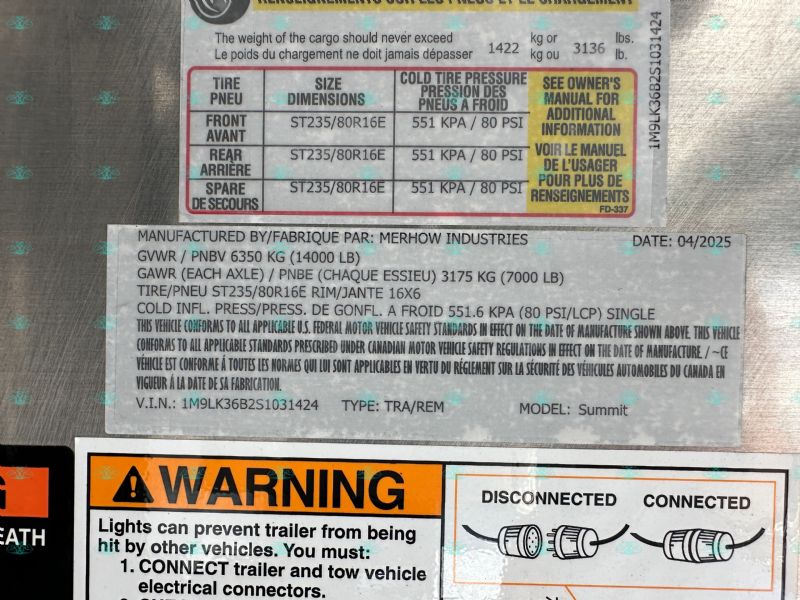 RENSEIGNEMENTS SUR LES PNEUS ET LE CHARGEMENT
The weight of the cargo should never exceed
Le poids du chargement ne doit jamais dépasser
1422
kg or
kg ou
3136
lbs.
lb.
1M9LK36B2S1031424
TIRE
PNEU
SIZE
DIMENSIONS
COLD TIRE PRESSURE
PRESSION DES
PNEUS A FROID
FRONT
AVANT
ST235/80R16E
551 KPA / 80 PSI
REAR
ARRIÈRE
ST235/80R16E
551 KPA / 80 PSI
SPARE
DE SECOURS
ST235/80R16E
551 KPA / 80 PSI
SEE OWNER'S
MANUAL FOR
ADDITIONAL
INFORMATION
VOIR LE MANUEL
DE L'USAGER
POUR PLUS DE
RENSEIGNEMENTS
FD-337
MANUFACTURED BY/FABRIQUE PAR: MERHOW INDUSTRIES DATE: 04/2025
GVWR / PNBV 6350 KG (14000 LB)
GAWR (EACH AXLE) / PNBE (CHAQUE ESSIEU) 3175 KG (7000 LB)
TIRE/PNEU ST235/80R16E RIM/JANTE 16X6
COLD INFL. PRESS/PRESS. DE GONFL. A FROID 551.6 KPA (80 PSI/LCP) SINGLE
THIS VEHICLE CONFORMS TO ALL APPLICABLE U.S. FEDERAL MOTOR VEHICLE SAFETY STANDARDS IN EFFECT ON THE DATE OF MANUFACTURE SHOWN ABOVE. THIS VEHICLE
CONFORMS TO ALL APPLICABLE STANDARDS PRESCRIBED UNDER CANADIAN MOTOR VEHICLE SAFETY REGULATIONS IN EFFECT ON THE DATE OF MANUFACTURE. / ~CE
VÉHICLE EST CONFORME Á TOUTES LES NORMES QUI LUI SONT APPLICABLES EN VERTU DU RÉGLEMENT SUR LA SÉCURITÉ DES VÉHICULES AUTOMOBILES DU CANADA EN
VIGUEUR Á LA DATE DE SA FABRICATION.
V.I.N.: 1M9LK36B2S1031424 TYPE: TRA/REM MODEL: Summit
EATH
WARNING
Lights can prevent trailer from being
hit by other vehicles. You must:
1. CONNECT trailer and tow vehicle
electrical connectors.
DISCONNECTED CONNECTED